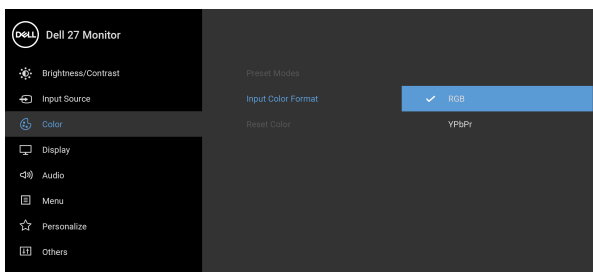 DELL Dell 27 Monitor
Brightness/Contrast
Input Source
Color
Display
Audio
Menu
Personalize
Others
Preset Modes
Input Color Format
Reset Color
RGB
YPbPr